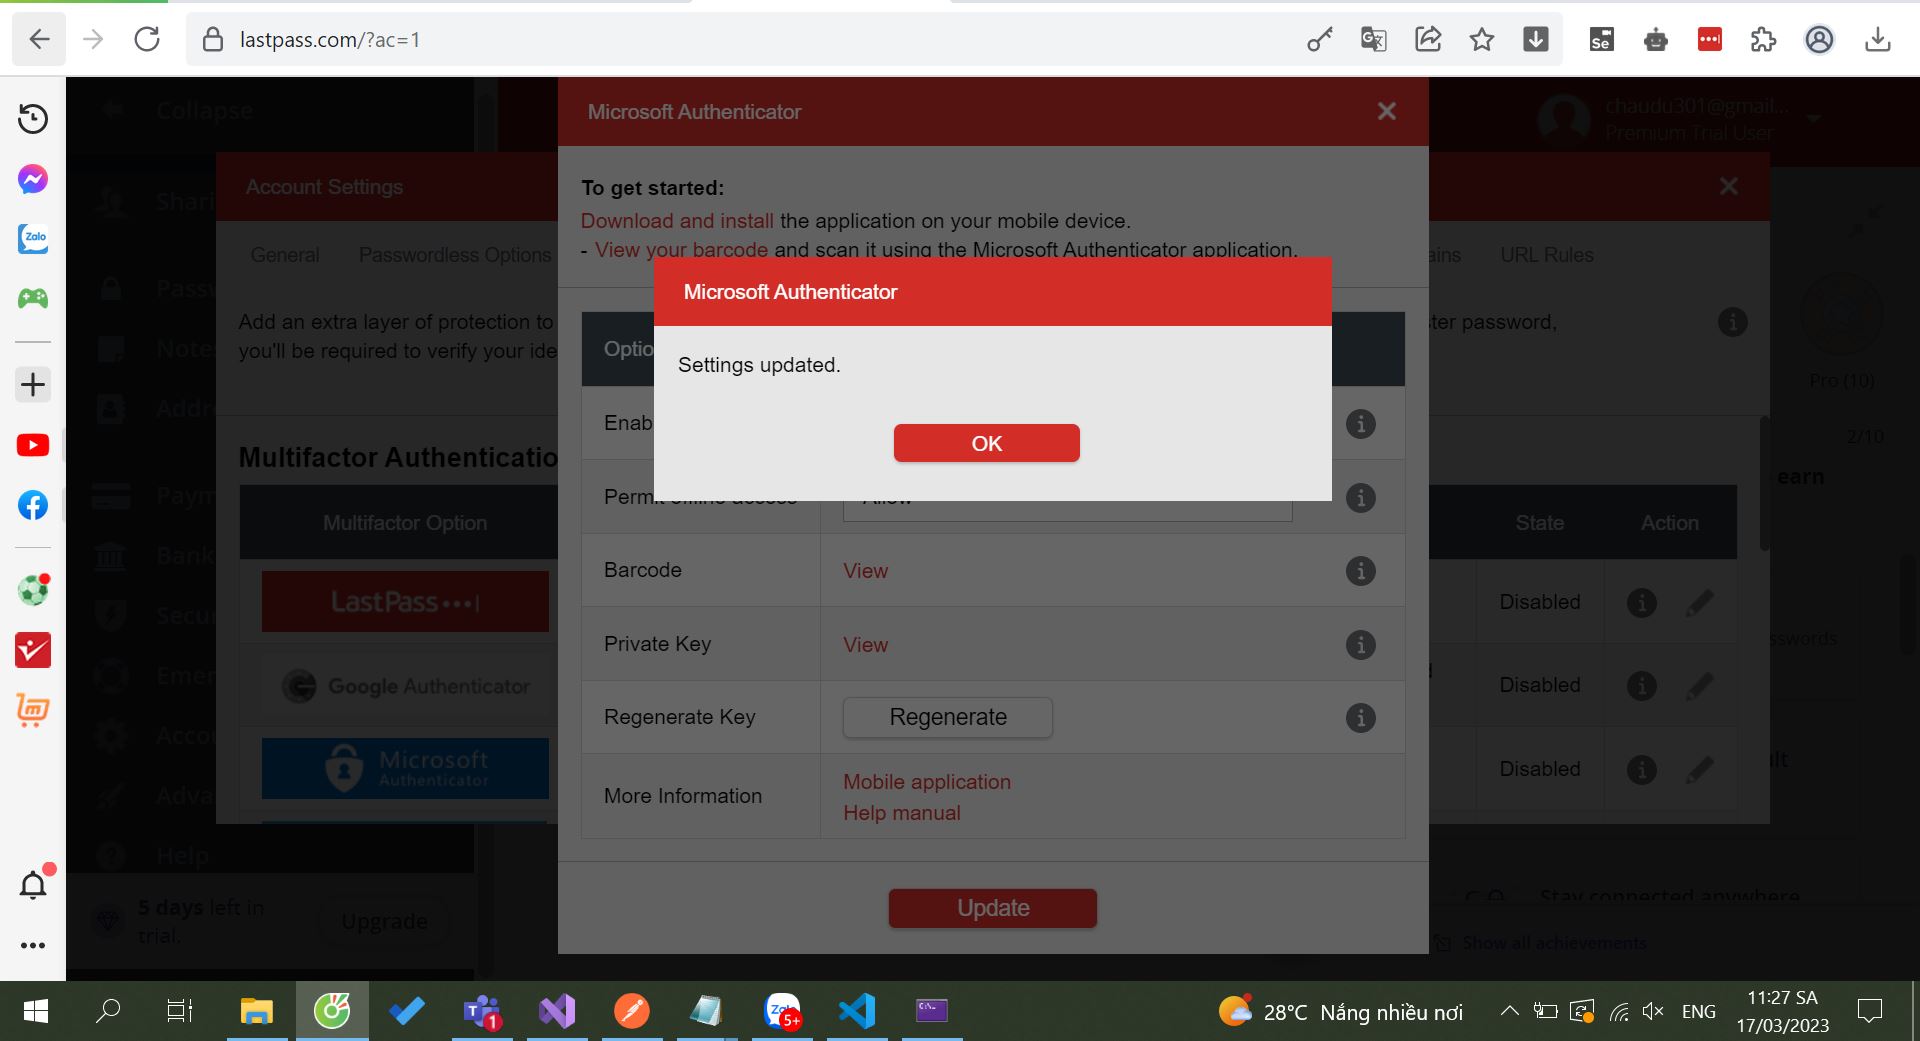 lastpass.com/?ac=1
Collapse
Microsoft Authenticator
chaudu301@gmail...
Premium Trial User
Account Settings
To get started:
Download and install the application on your mobile device.
- View your barcode and scan it using the Microsoft Authenticator application.
General Passwordless Options
URL Rules
Microsoft Authenticator
Settings updated.
OK
Add an extra layer of protection to
you'll be required to verify your ide
ter password,
Optio
Enab
Pro (10)
2/10
earn
Multifactor Authenticatio
Multifactor Option
State Action
LastPass
Disabled
Google Authenticator
Disabled
Microsoft
Authenticator
Disabled
Barcode View
Private Key View
Regenerate Key Regenerate
More Information
Mobile application
Help manual
Update
Help
5 days left in
trial.
Upgrade
Stay connected anywhere
Show all achievements
Zalo
Se
1
5+
28°C Nắng nhiều nơi
ENG
11:27 SA
17/03/2023